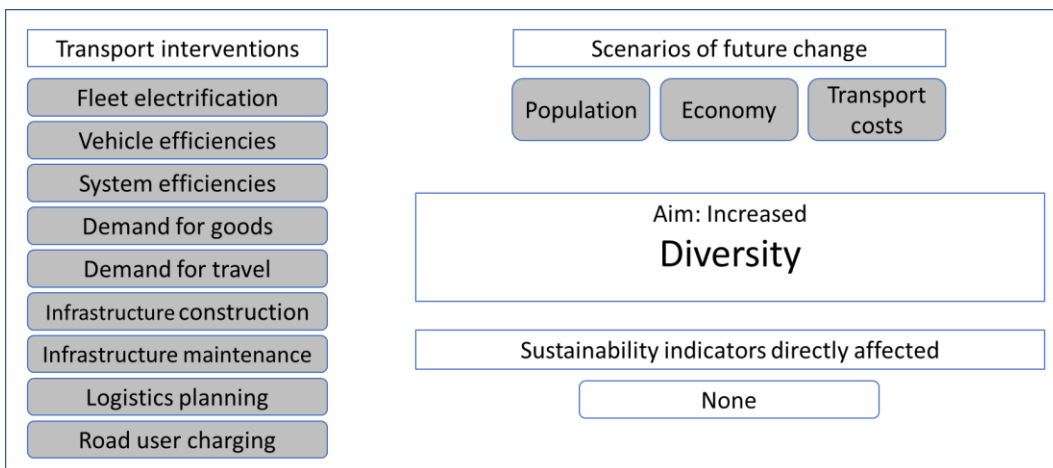 Transport interventions
Fleet electrification
Vehicle efficiencies
System efficiencies
Demand for goods
Demand for travel
Infrastructure construction
Infrastructure maintenance
Logistics planning
Road user charging
Scenarios of future change
Population
Economy
Transport
costs
Aim: Increased
Diversity
Sustainability indicators directly affected
None